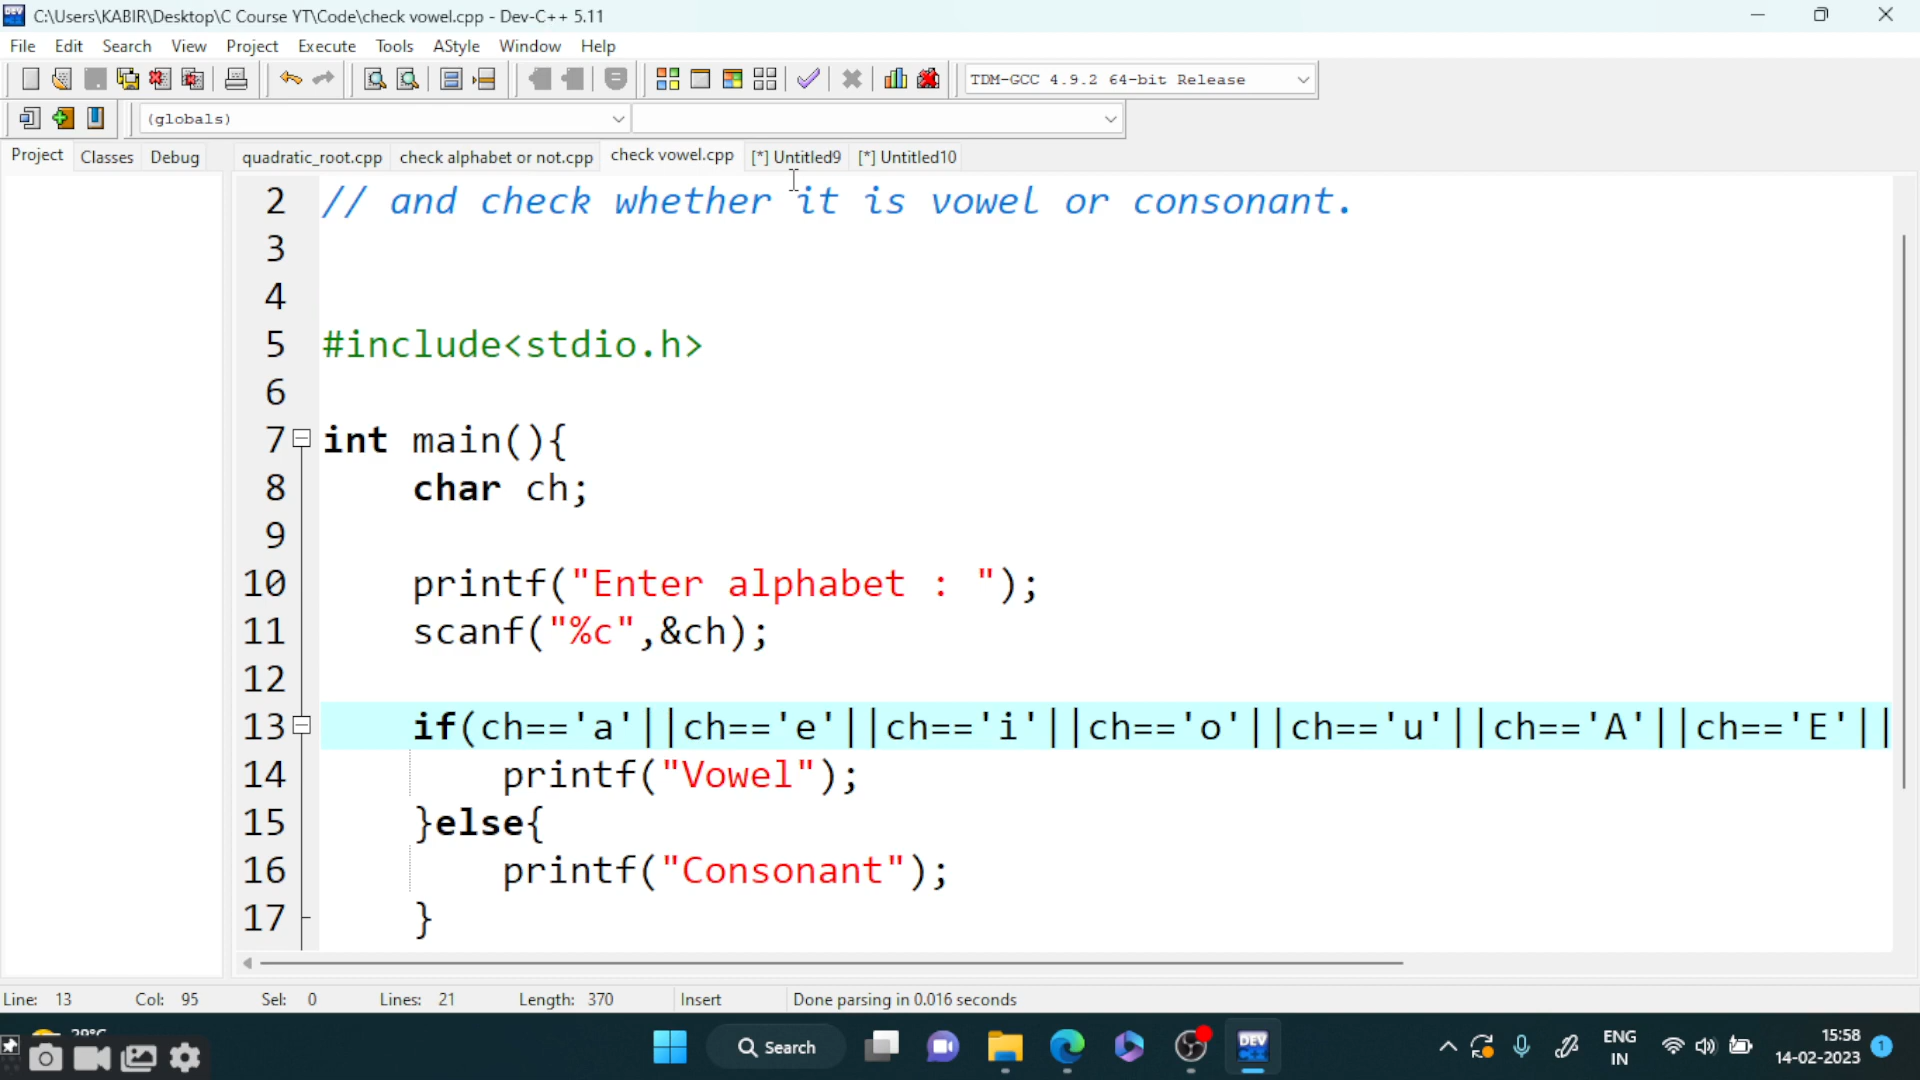 C:\Users\KABIR\Desktop\C Course YT\Code\check vowel.cpp - Dev-C++ 5.11
File Edit Search View Project Execute Tools AStyle Window Help
TDM-GCC 4.9.2 64-bit Release
(globals)
Project Classes Debug quadratic_root.cpp check alphabet or not.cpp check vowel.cpp [*] Untitled9 [*] Untitled10
2 // and check whether it is vowel or consonant.
3
4
5 #include<stdio.h>
6
7 int main(){
8 char ch;
9
10 printf("Enter alphabet : ");
11 scanf("%c",&ch);
12
13 if(ch=='a'||ch=='e'||ch=='i'||ch=='o'||ch=='u'||ch=='A'||ch=='E'||
14 printf("Vowel");
15 }else{
16 printf("Consonant");
17 }
Line: 13 Col: 95 Sel: 0 Lines: 21 Length: 370 Insert Done parsing in 0.016 seconds
Search
DEV
ENG
IN
15:58
14-02-2023
1